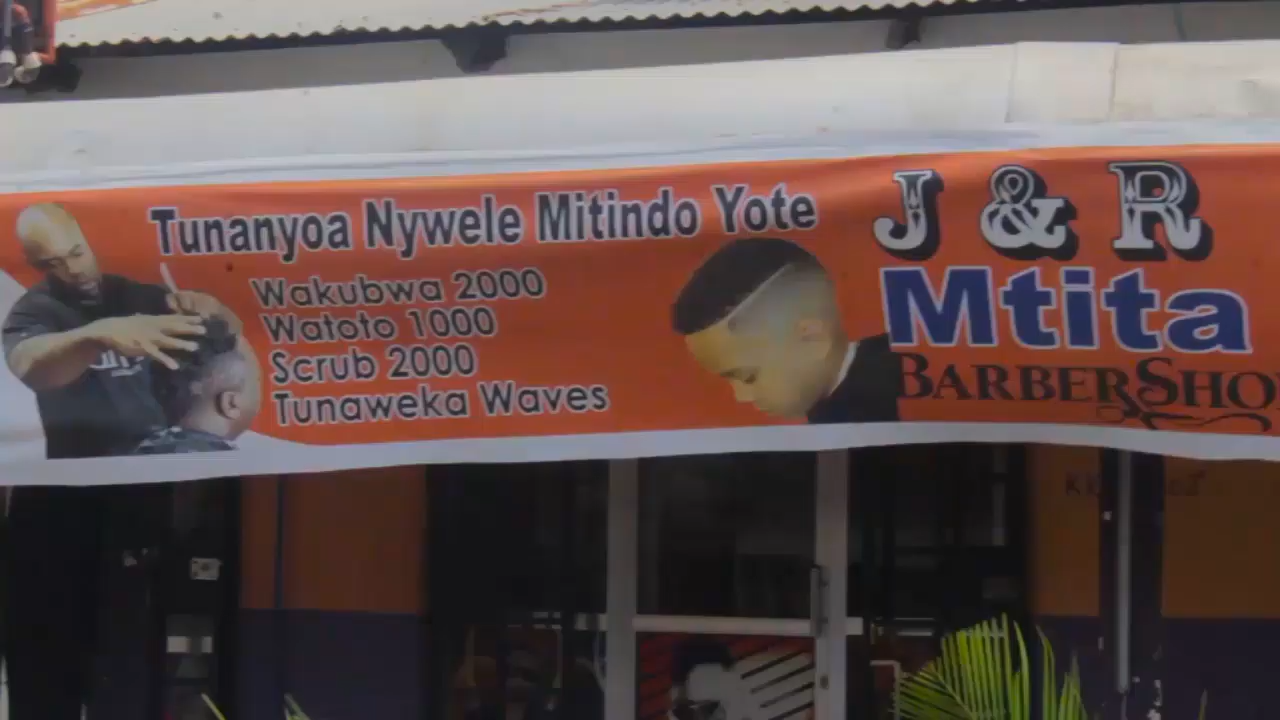 Tunanyoa Nywele Mitindo Yote
Wakubwa 2000
Watoto 1000
Scrub 2000
Tunaweka Waves
J & R
Mtita
BARBERSHO